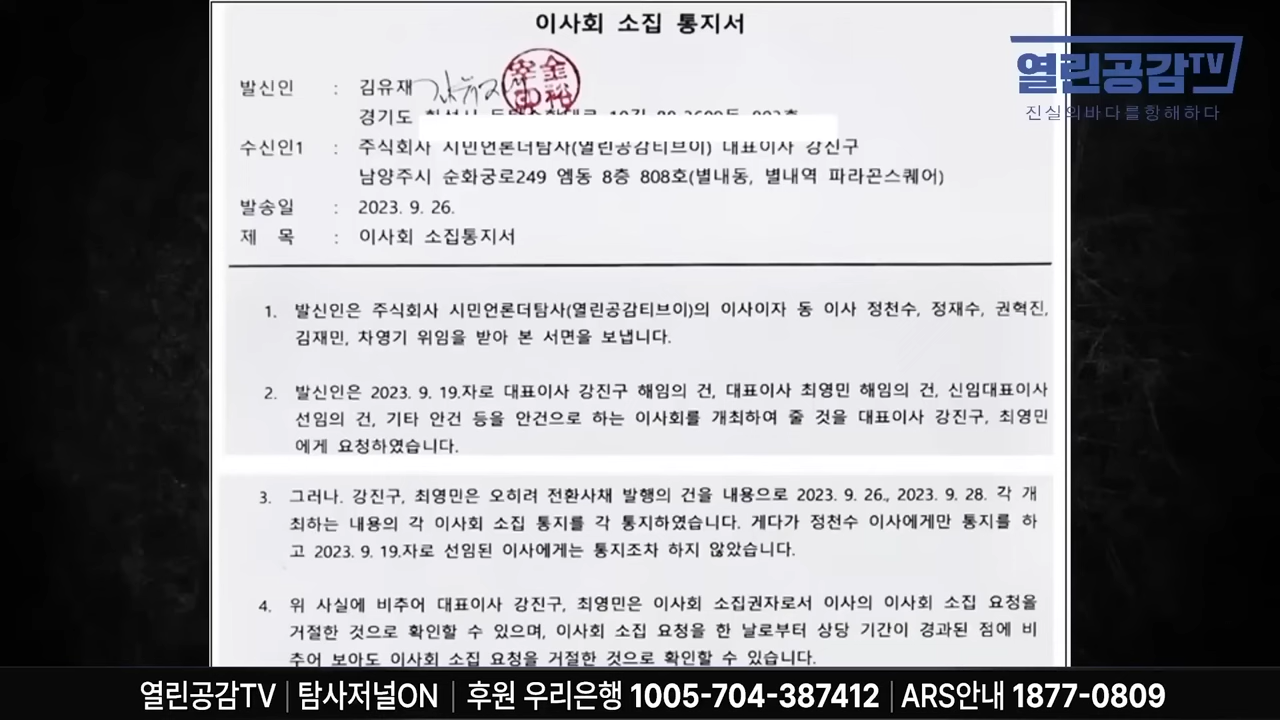 이사회 소집 통지서
발신인 : 김유재
경기도
수신인1 : 주식회사 시민언론더탐사(열린공감티브이) 대표이사 강진구
남양주시 순화궁로249 엠동 8층 808호(별내동, 별내역 파라곤스퀘어)
발송일 : 2023. 9. 26.
제 목 : 이사회 소집통지서
1. 발신인은 주식회사 시민언론더탐사(열린공감티브이)의 이사이자 동 이사 정천수, 정재수, 권혁진,
김재민, 차영기 위임을 받아 본 서면을 보냅니다.
2. 발신인은 2023. 9. 19.자로 대표이사 강진구 해임의 건, 대표이사 최영민 해임의 건, 신임대표이사
선임의 건, 기타 안건 등을 안건으로 하는 이사회를 개최하여 줄 것을 대표이사 강진구, 최영민
에게 요청하였습니다.
3. 그러나. 강진구, 최영민은 오히려 전환사채 발행의 건을 내용으로 2023. 9. 26., 2023. 9. 28. 각 개
최하는 내용의 각 이사회 소집 통지를 각 통지하였습니다. 게다가 정천수 이사에게만 통지를 하
고 2023. 9. 19.자로 선임된 이사에게는 통지조차 하지 않았습니다.
4. 위 사실에 비추어 대표이사 강진구, 최영민은 이사회 소집권자로서 이사의 이사회 소집 요청을
거절한 것으로 확인할 수 있으며, 이사회 소집 요청을 한 날로부터 상당 기간이 경과된 점에 비
추어 보아도 이사회 소집 요청을 거절한 것으로 확인할 수 있습니다.
열린공감TV
진실의바다를항해하다
열린공감TV | 탐사저널ON | 후원 우리은행 1005-704-387412 | ARS안내 1877-0809